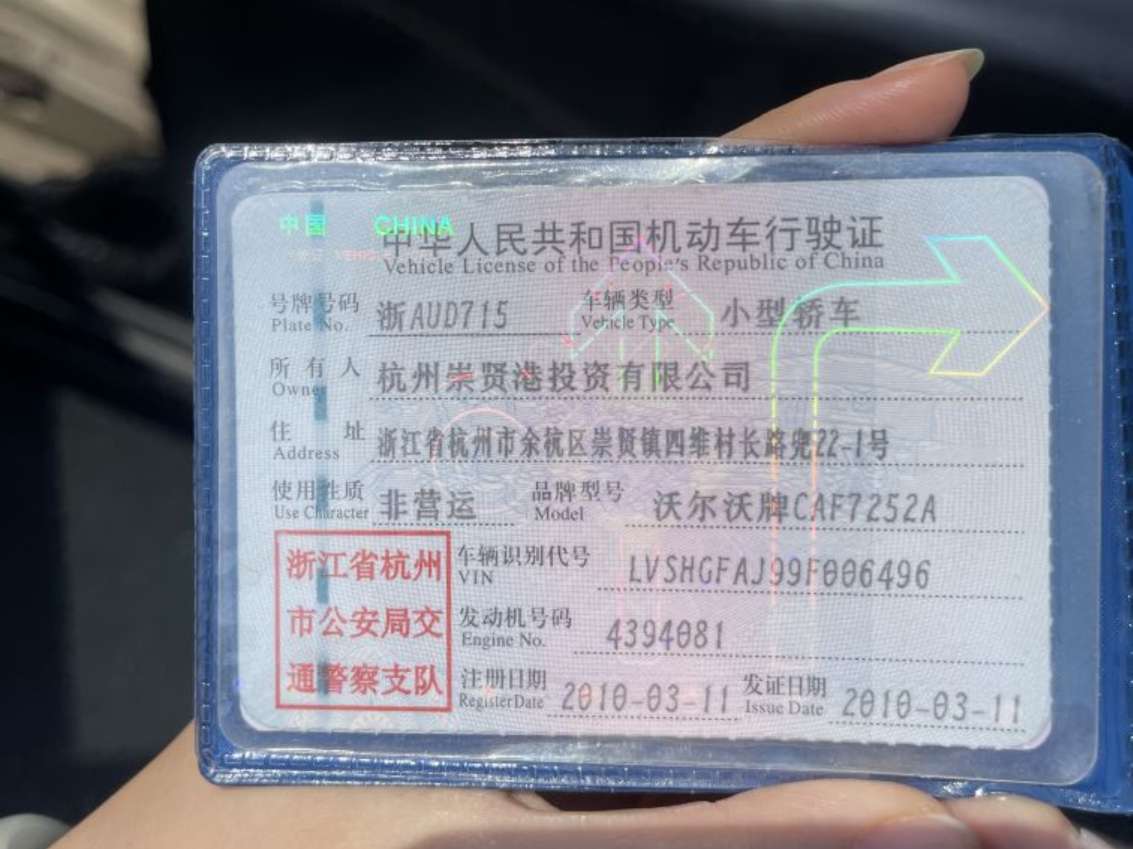 中国 CHINA
中华人民共和国机动车行驶证
Vehicle License of the People's Republic of China
号牌号码 浙AUD715 车辆类型 小型轿车
Plate No. Vehicle Type
所有人 杭州崇贤港投资有限公司
Owner
住址 浙江省杭州市余杭区崇贤镇四维村长路兜22-1号
Address
使用性质 非营运 品牌型号 沃尔沃牌CAF7252A
Use Character Model
浙江省杭州
市公安局交
通警察支队
车辆识别代号 LVSHGFAJ99F006496
VIN
发动机号码 4394081
Engine No.
注册日期 2010-03-11 发证日期 2010-03-11
Register Date Issue Date